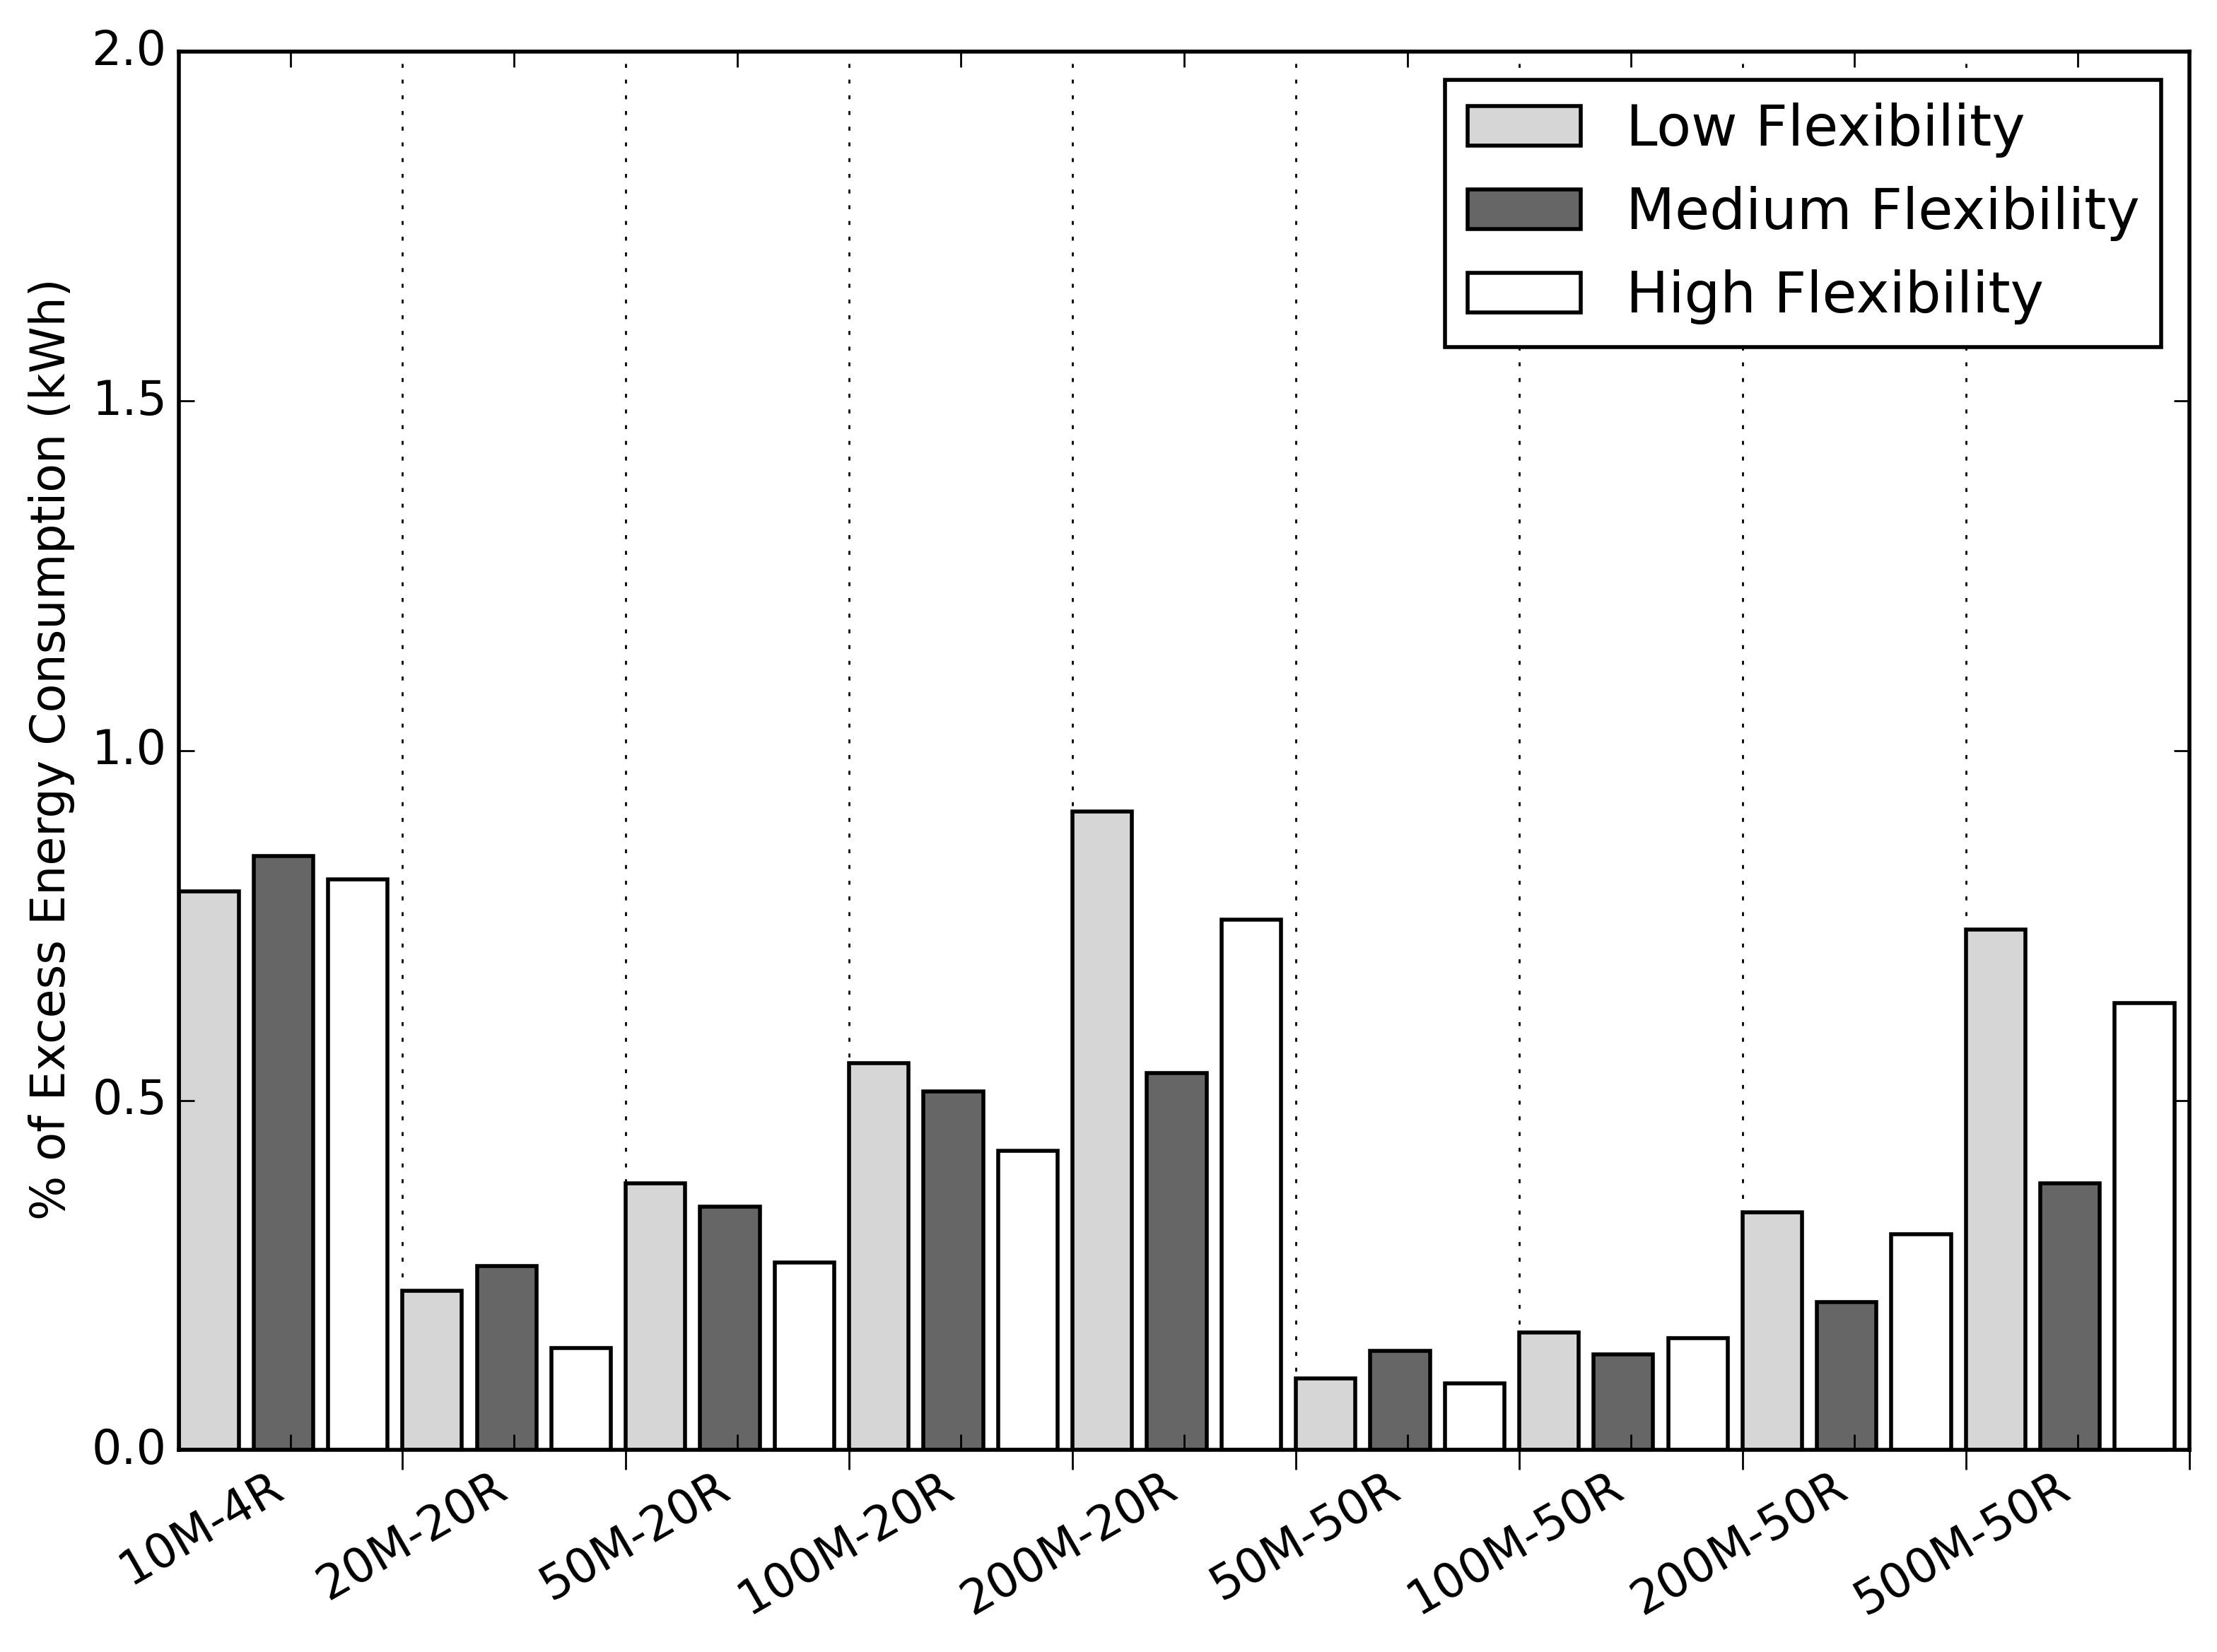 % of Excess Energy Consumption (kWh)
2.0
1.5
1.0
0.5
0.0
Low Flexibility
Medium Flexibility
High Flexibility
10M-4R
20M-20R
50M-20R
100M-20R
200M-20R
50M-50R
100M-50R
200M-50R
500M-50R